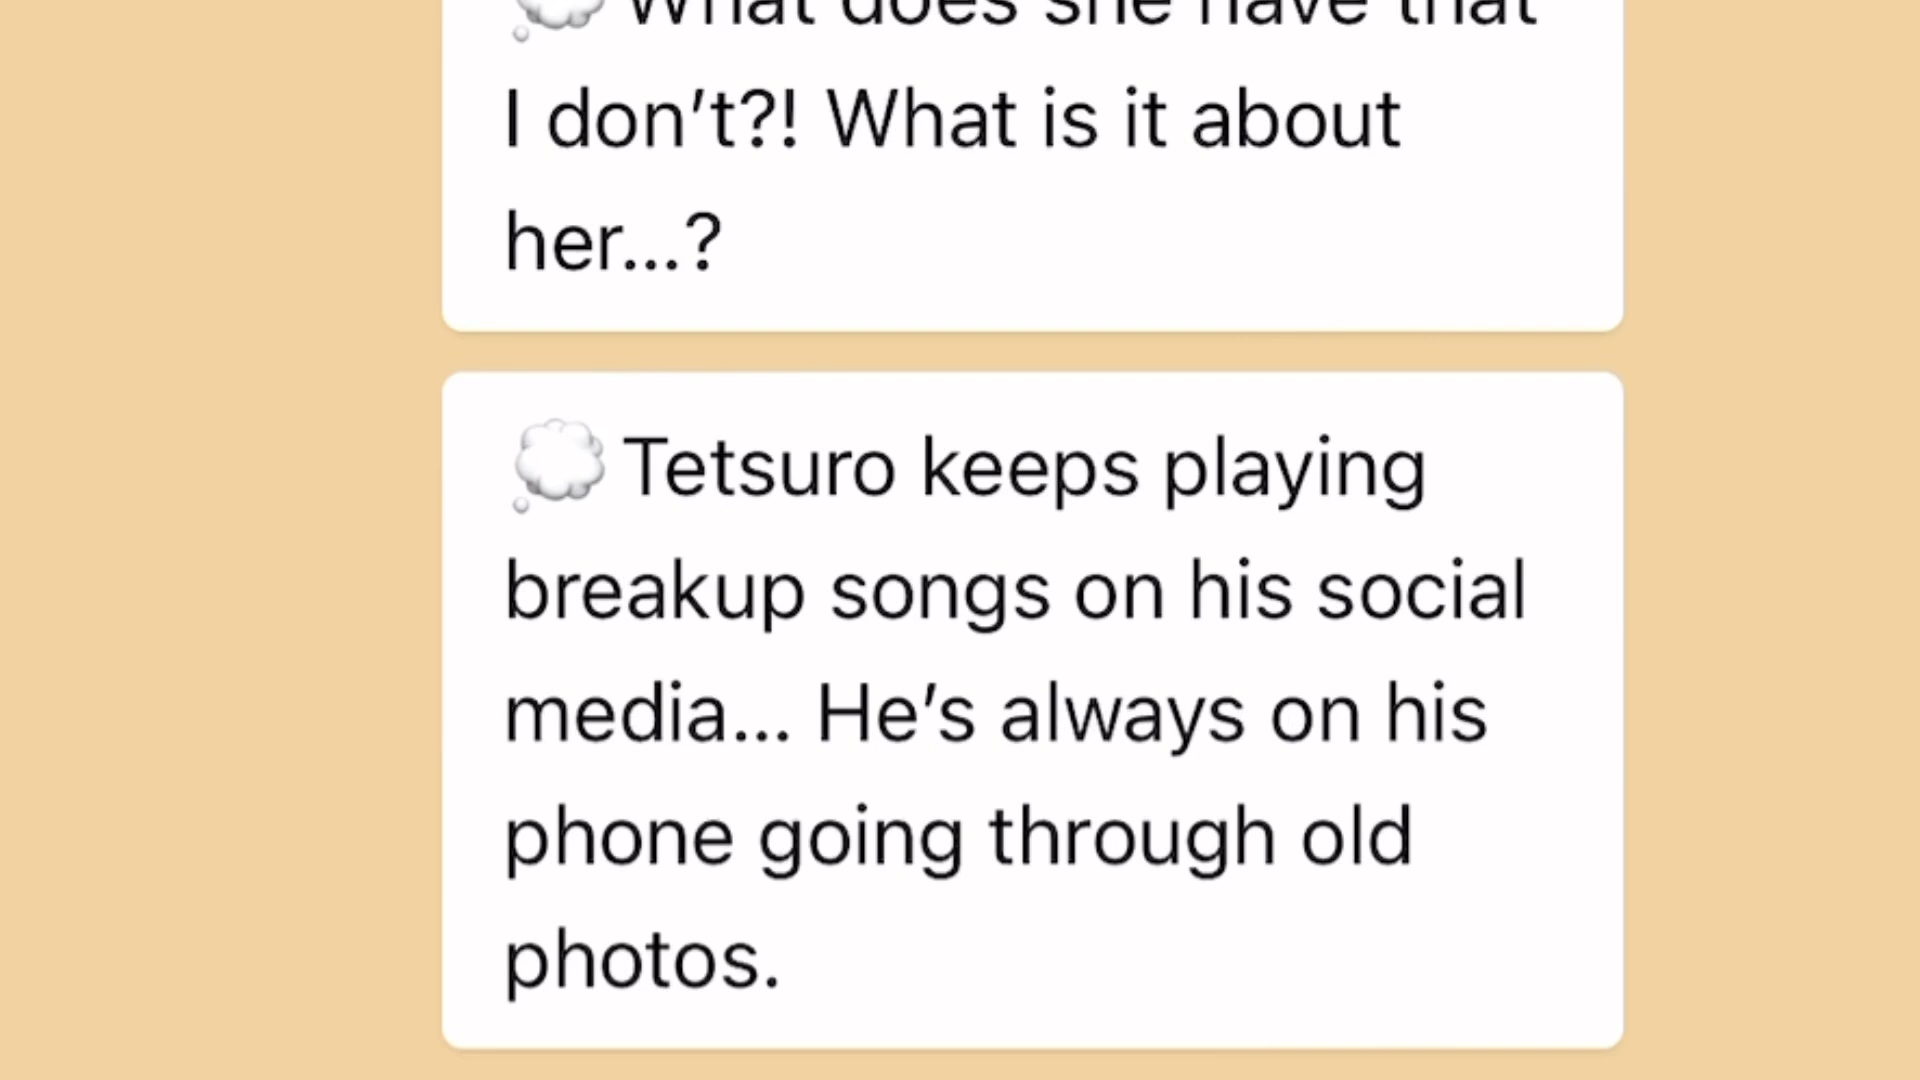 💭 What does she have that
I don’t?! What is it about
her...?
💭 Tetsuro keeps playing
breakup songs on his social
media... He’s always on his
phone going through old
photos.